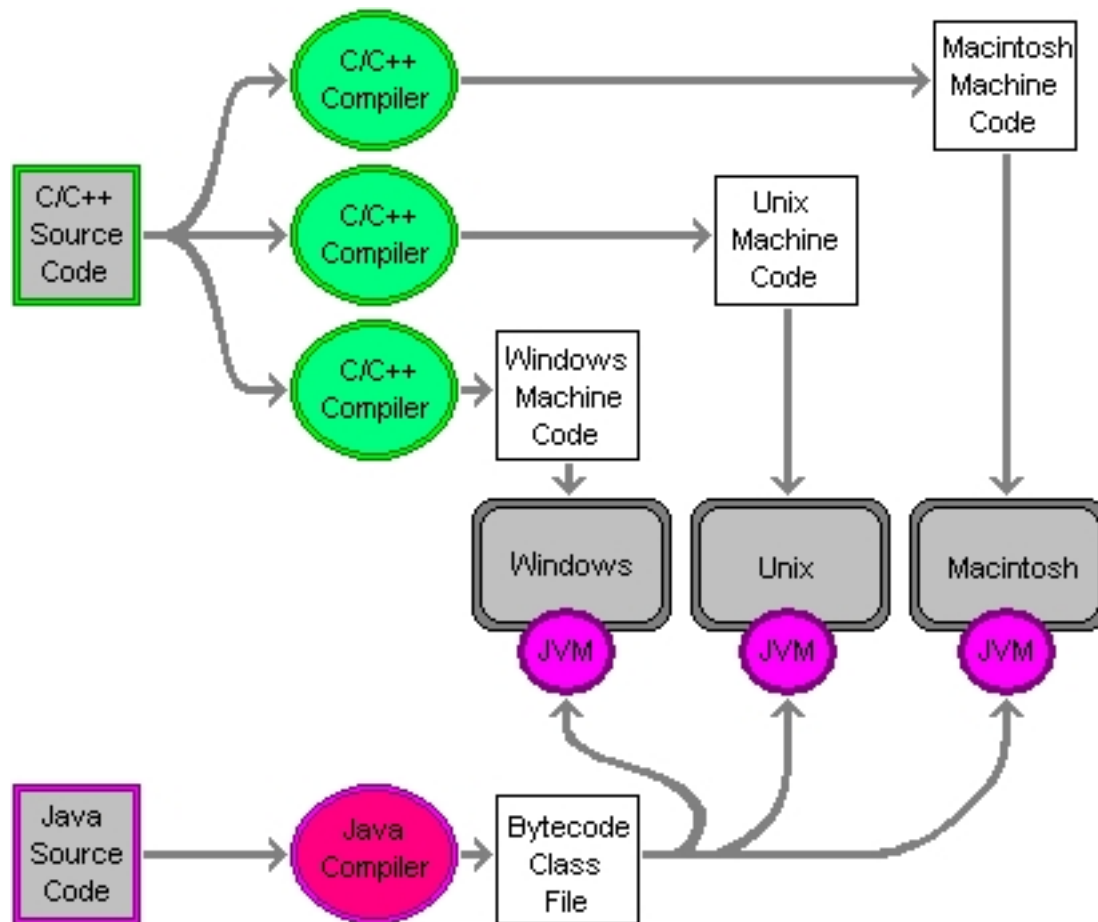 C/C++
Compiler
Macintosh
Machine
Code
C/C++
Source
Code
C/C++
Compiler
Unix
Machine
Code
C/C++
Compiler
Windows
Machine
Code
Windows
Unix
Macintosh
JVM
JVM
JVM
Java
Source
Code
Java
Compiler
Bytecode
Class
File